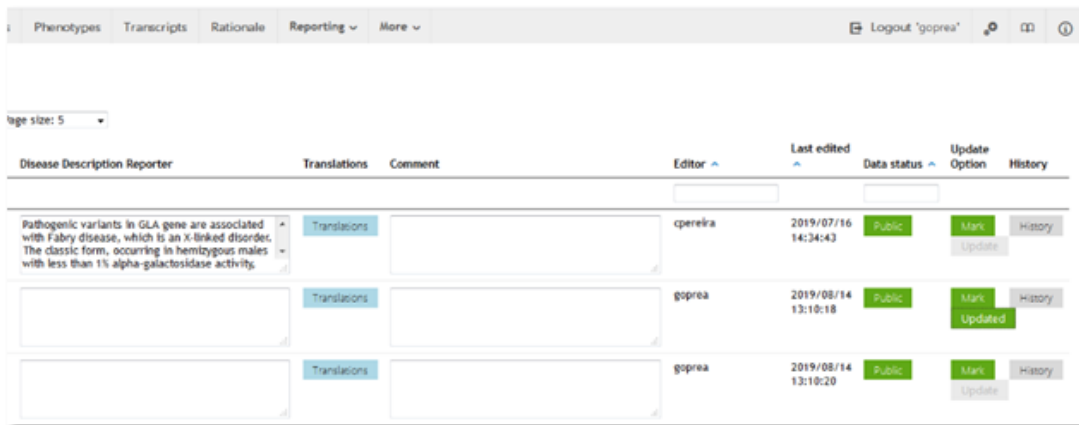 s Phenotypes Transcripts Rationale Reporting More Logout 'goprea'
Page size: 5
Disease Description Reporter Translations Comment Editor Last edited Data status Update Option History
Pathogenic variants in GLA gene are associated
with Fabry disease, which is an X-linked disorder.
The classic form, occurring in hemizygous males
with less than 1% alpha-galactosidase activity,
Translations cpereira 2019/07/16 Public Mark History
14:34:43 Update
Translations goprea 2019/08/14 Public Mark History
13:10:18 Updated
Translations goprea 2019/08/14 Public Mark History
13:10:20 Update